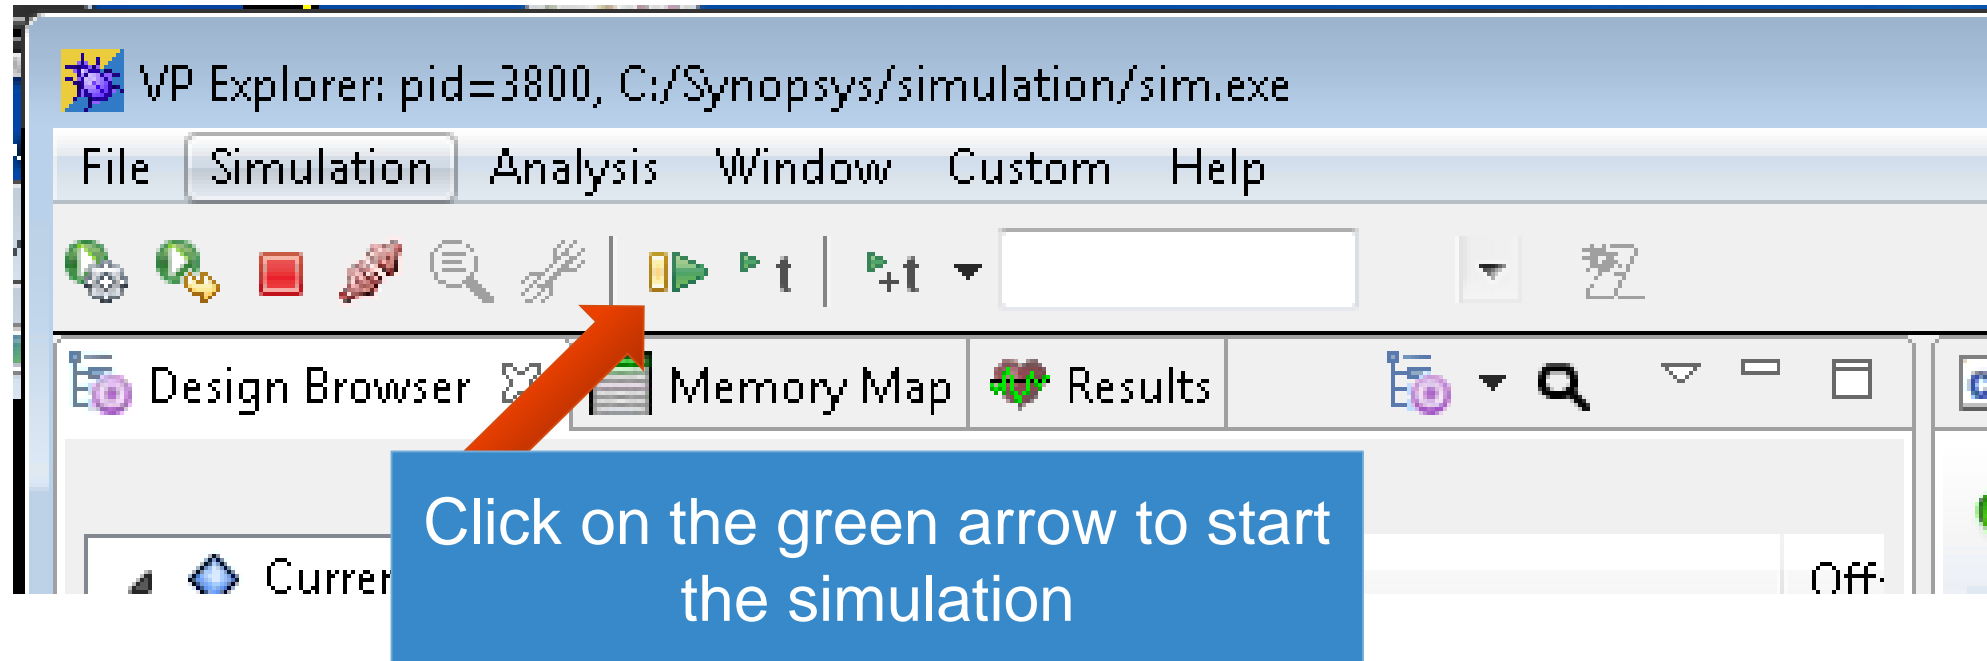 VP Explorer: pid=3800, C:/Synopsys/simulation/sim.exe
File Simulation Analysis Window Custom Help
t +t
Design Browser Memory Map Results
Click on the green arrow to start
the simulation